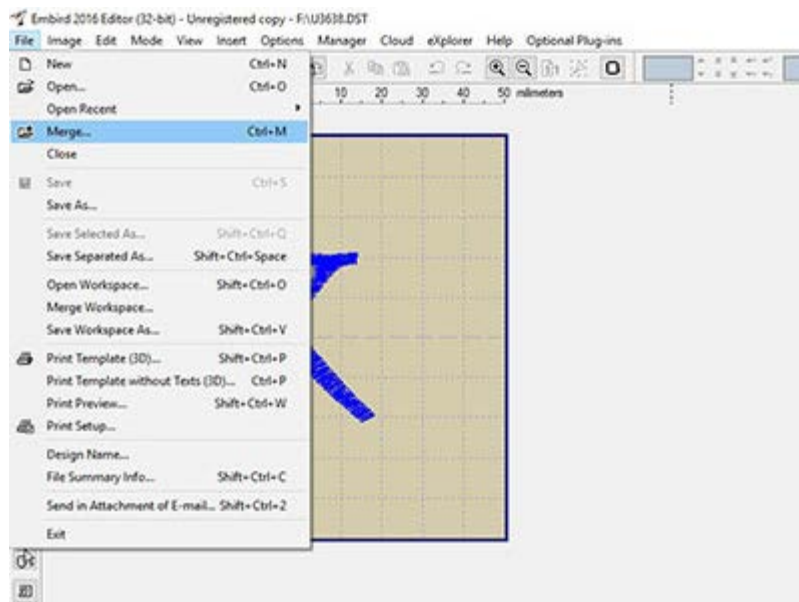 Embird 2016 Editor (32-bit) - Unregistered copy - F:\U3638.DST
File Image Edit Mode View Insert Options Manager Cloud eXplorer Help Optional Plug-ins
New Ctrl+N
Open... Ctrl+O
10 20 30 40 50 milimeters
Open Recent
Merge... Ctrl+M
Close
Save Ctrl+S
Save As...
Save Selected As... Shift+Ctrl+Q
Save Separated As... Shift+Ctrl+Space
Open Workspace... Shift+Ctrl+O
Merge Workspace...
Save Workspace As... Shift+Ctrl+V
Print Template (3D)... Shift+Ctrl+P
Print Template without Texts (3D)... Ctrl+P
Print Preview... Shift+Ctrl+W
Print Setup...
Design Name...
File Summary Info... Shift+Ctrl+C
Send in Attachment of E-mail... Shift+Ctrl+Z
Exit